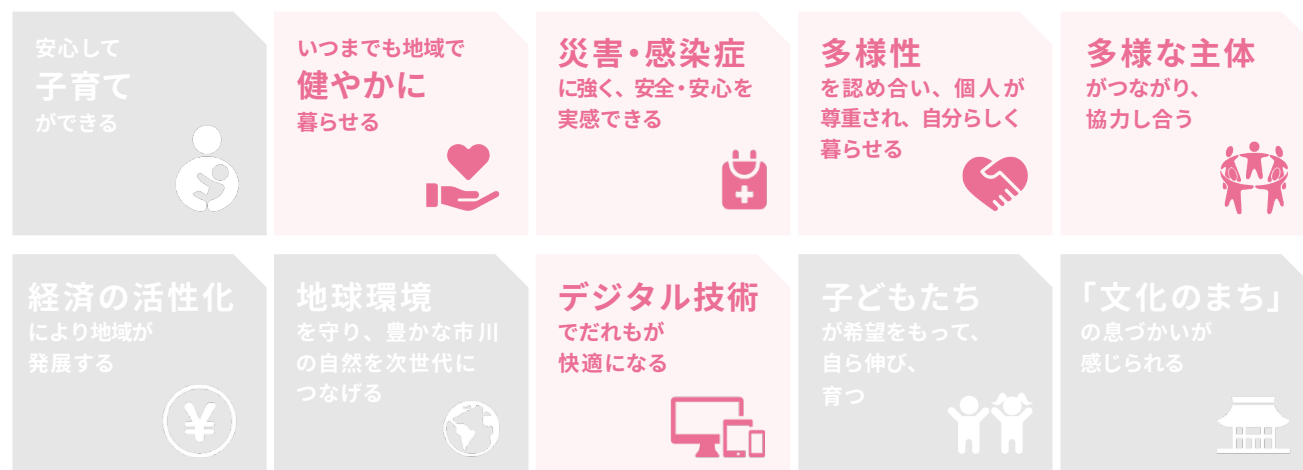 安心して
子育て
ができる
いつまでも地域で
健やかに
暮らせる
災害・感染症
に強く、安全・安心を
実感できる
多様性
を認め合い、個人が
尊重され、自分らしく
暮らせる
多様な主体
がつながり、
協力し合う
経済の活性化
により地域が
発展する
地球環境
を守り、豊かな市川
の自然を次世代に
つなげる
デジタル技術
でだれもが
快適になる
子どもたち
が希望をもって、
自ら伸び、
育つ
「文化のまち」
の息づかいが
感じられる
¥